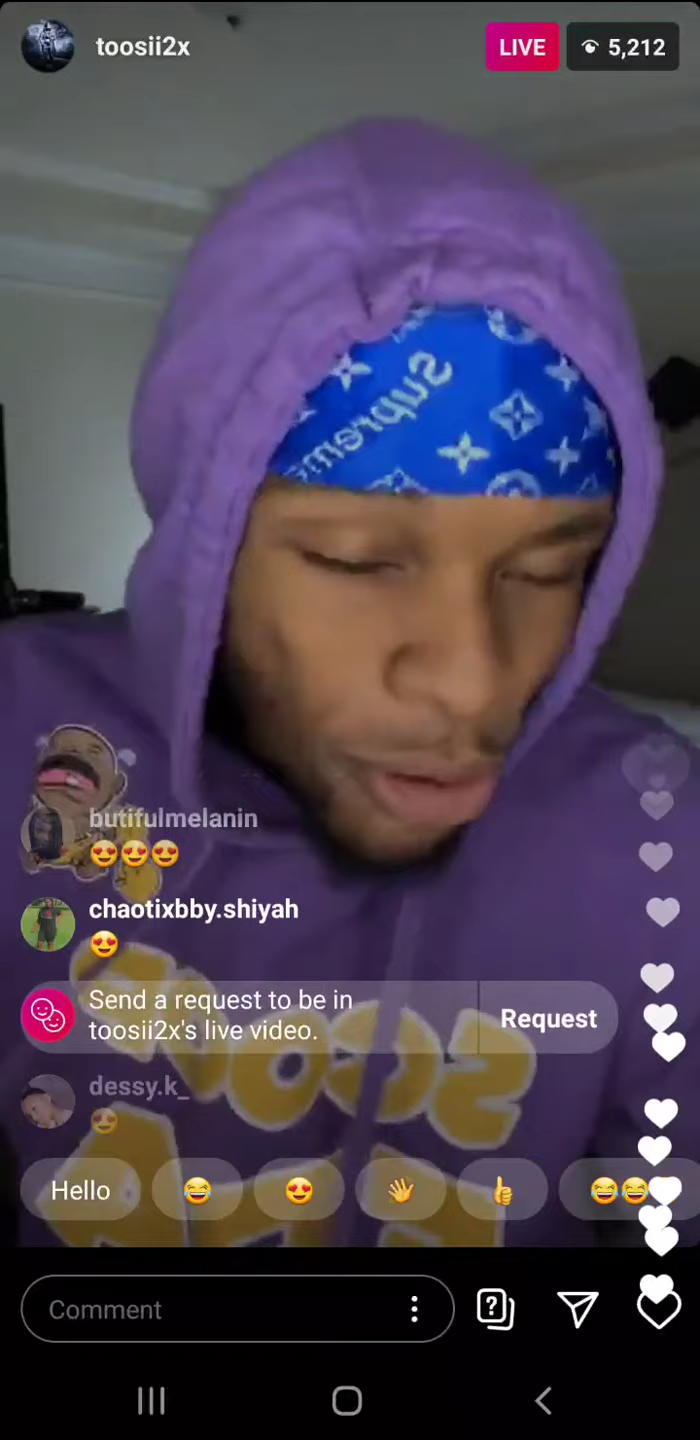 toosii2x
LIVE
5,212
Supreme
butifulmelanin
😍😍😍
chaotixbby.shiyah
😍
Send a request to be in
toosii2x's live video.
Request
dessy.k_
😍
Hello 😂 😍 👋 👍 😂😂
Comment